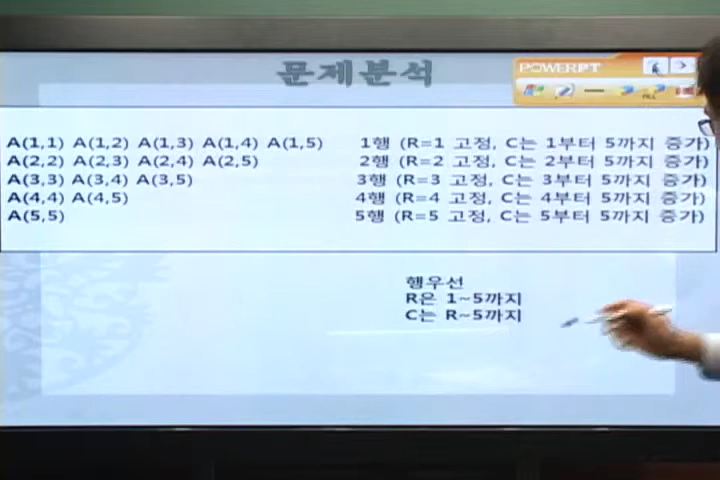 문제분석
POWERPT
A(1,1) A(1,2) A(1,3) A(1,4) A(1,5) 1행 (R=1 고정, C는 1부터 5까지 증가)
A(2,2) A(2,3) A(2,4) A(2,5) 2행 (R=2 고정, C는 2부터 5까지 증가)
A(3,3) A(3,4) A(3,5) 3행 (R=3 고정, C는 3부터 5까지 증가)
A(4,4) A(4,5) 4행 (R=4 고정, C는 4부터 5까지 증가)
A(5,5) 5행 (R=5 고정, C는 5부터 5까지 증가)
행우선
R은 1~5까지
C는 R~5까지